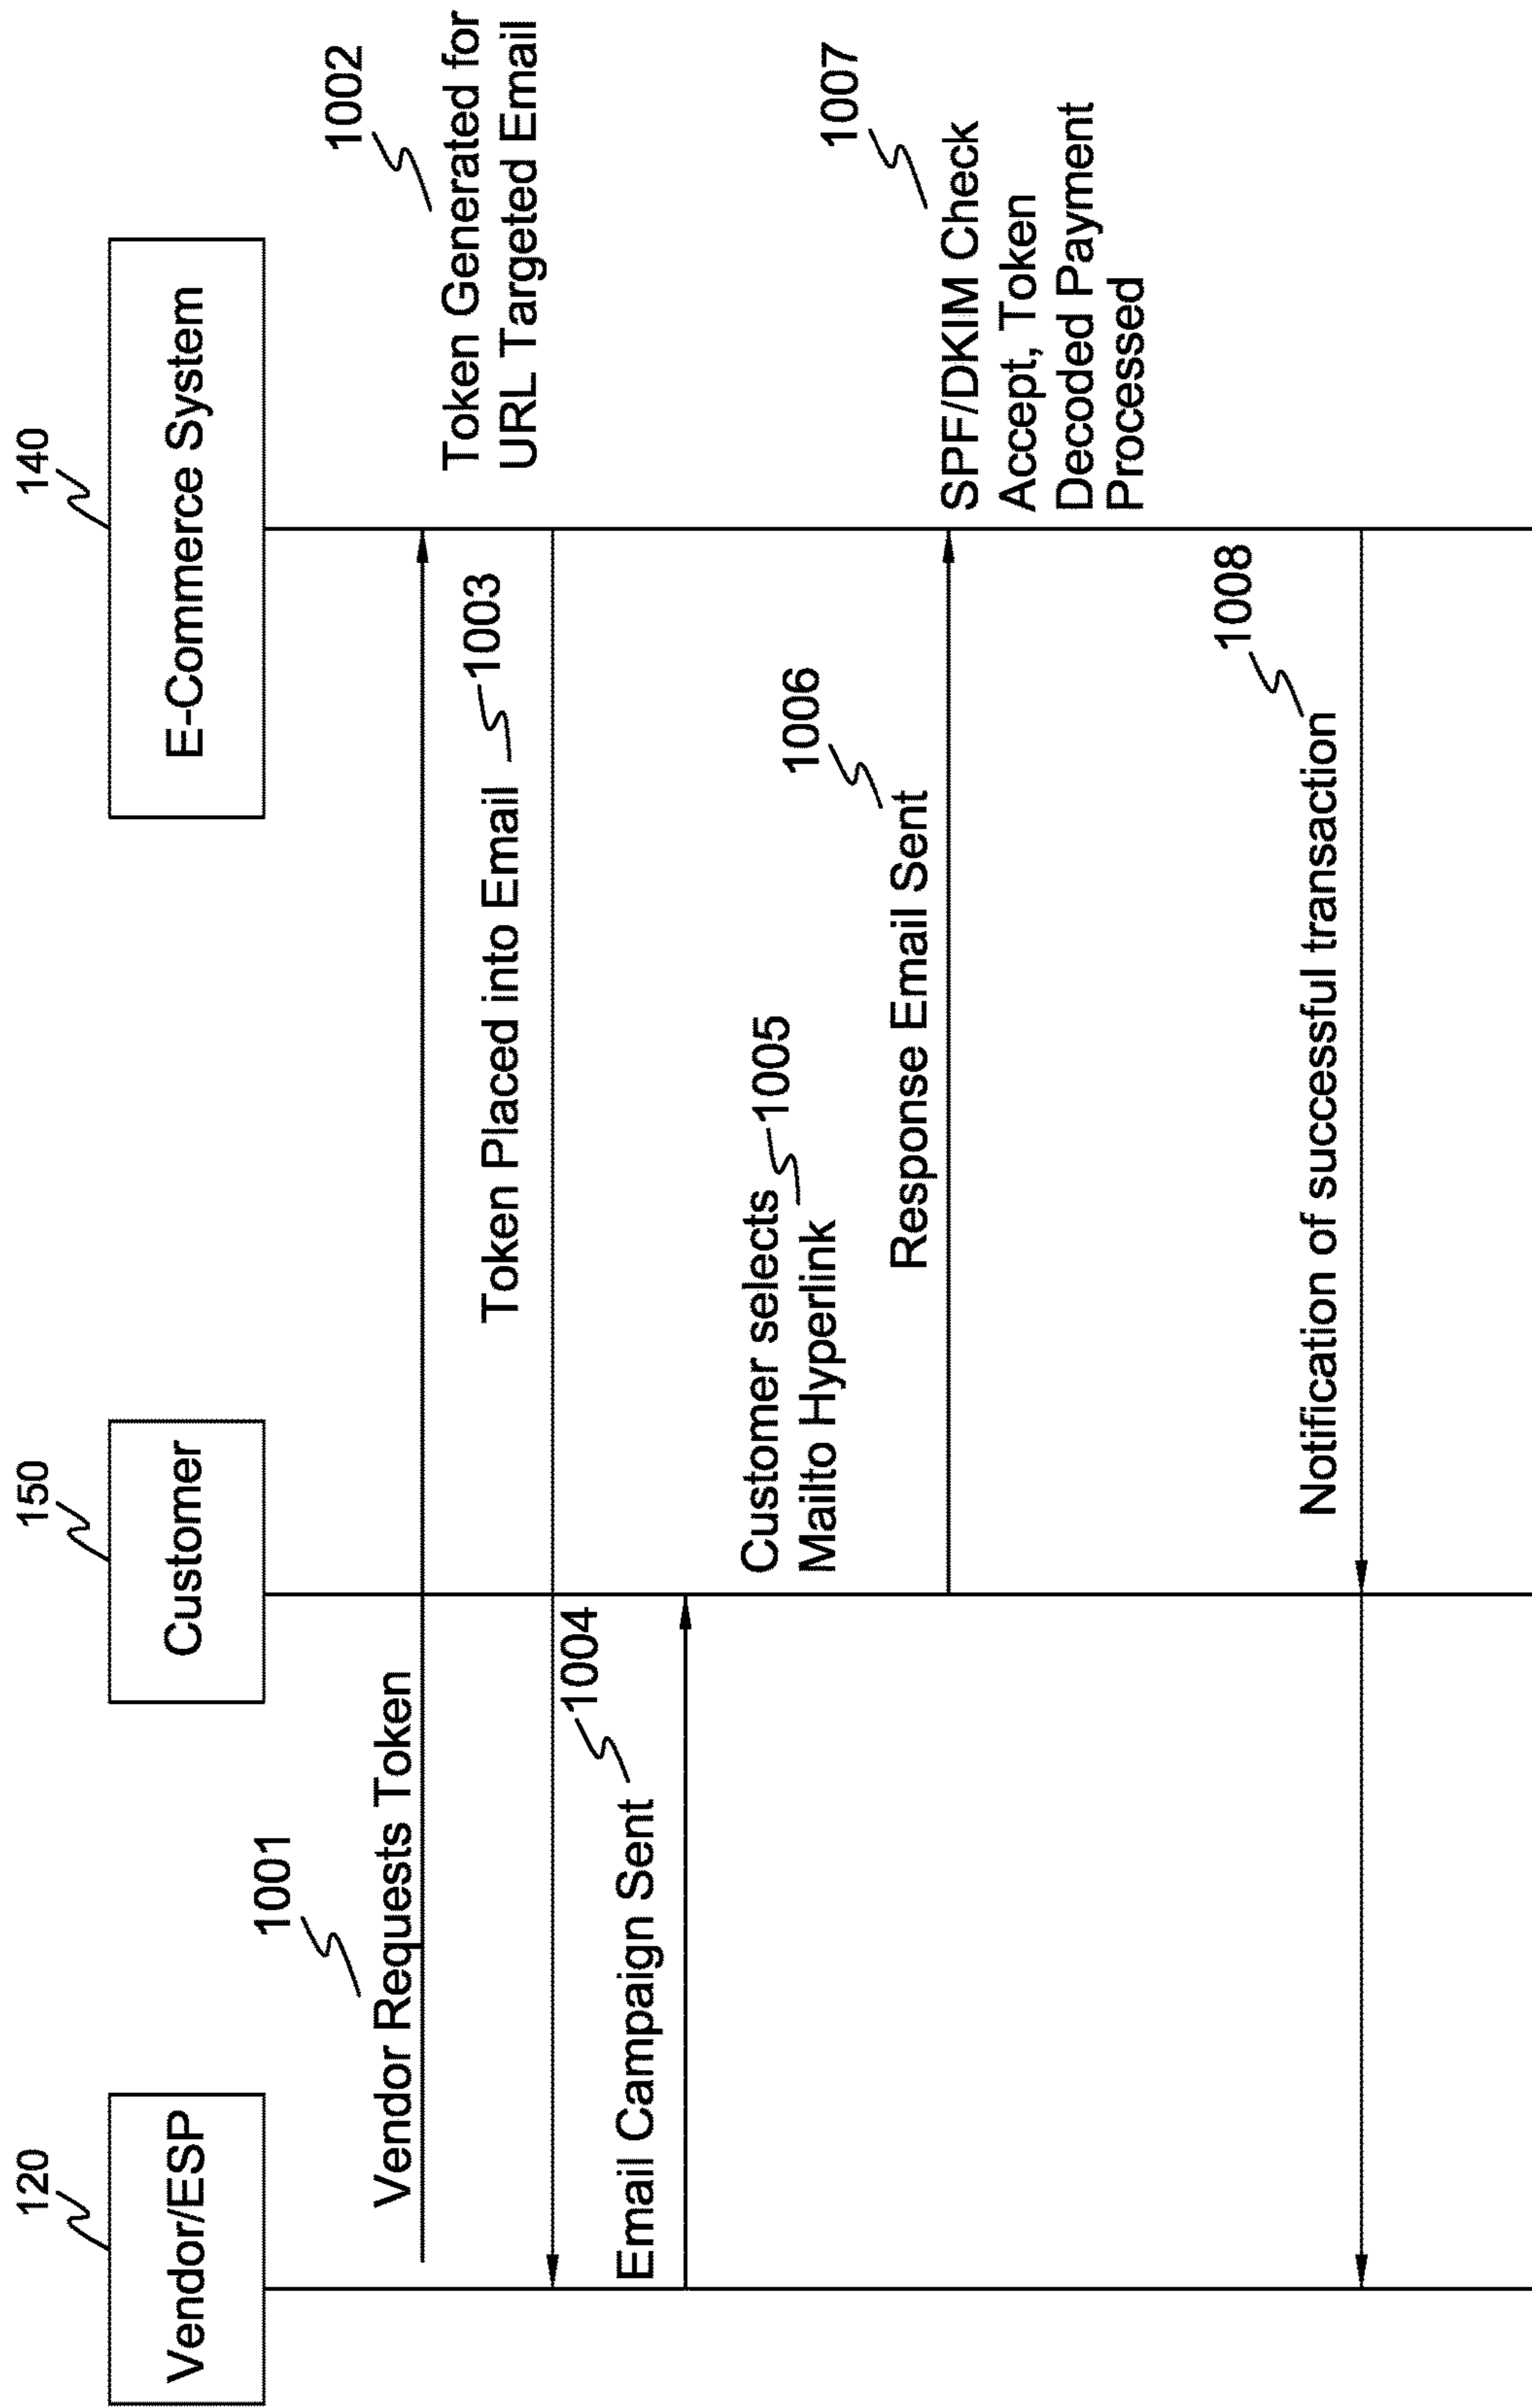 120
Vendor/ESP
150
Customer
140
E-Commerce System
1001
Vendor Requests Token
1002
Token Generated for
URL Targeted Email
Token Placed into Email
1003
1004
Email Campaign Sent
Customer selects
Mailto Hyperlink
1005
1006
Response Email Sent
1007
SPF/DKIM Check
Accept, Token
Decoded Payment
Processed
1008
Notification of successful transaction